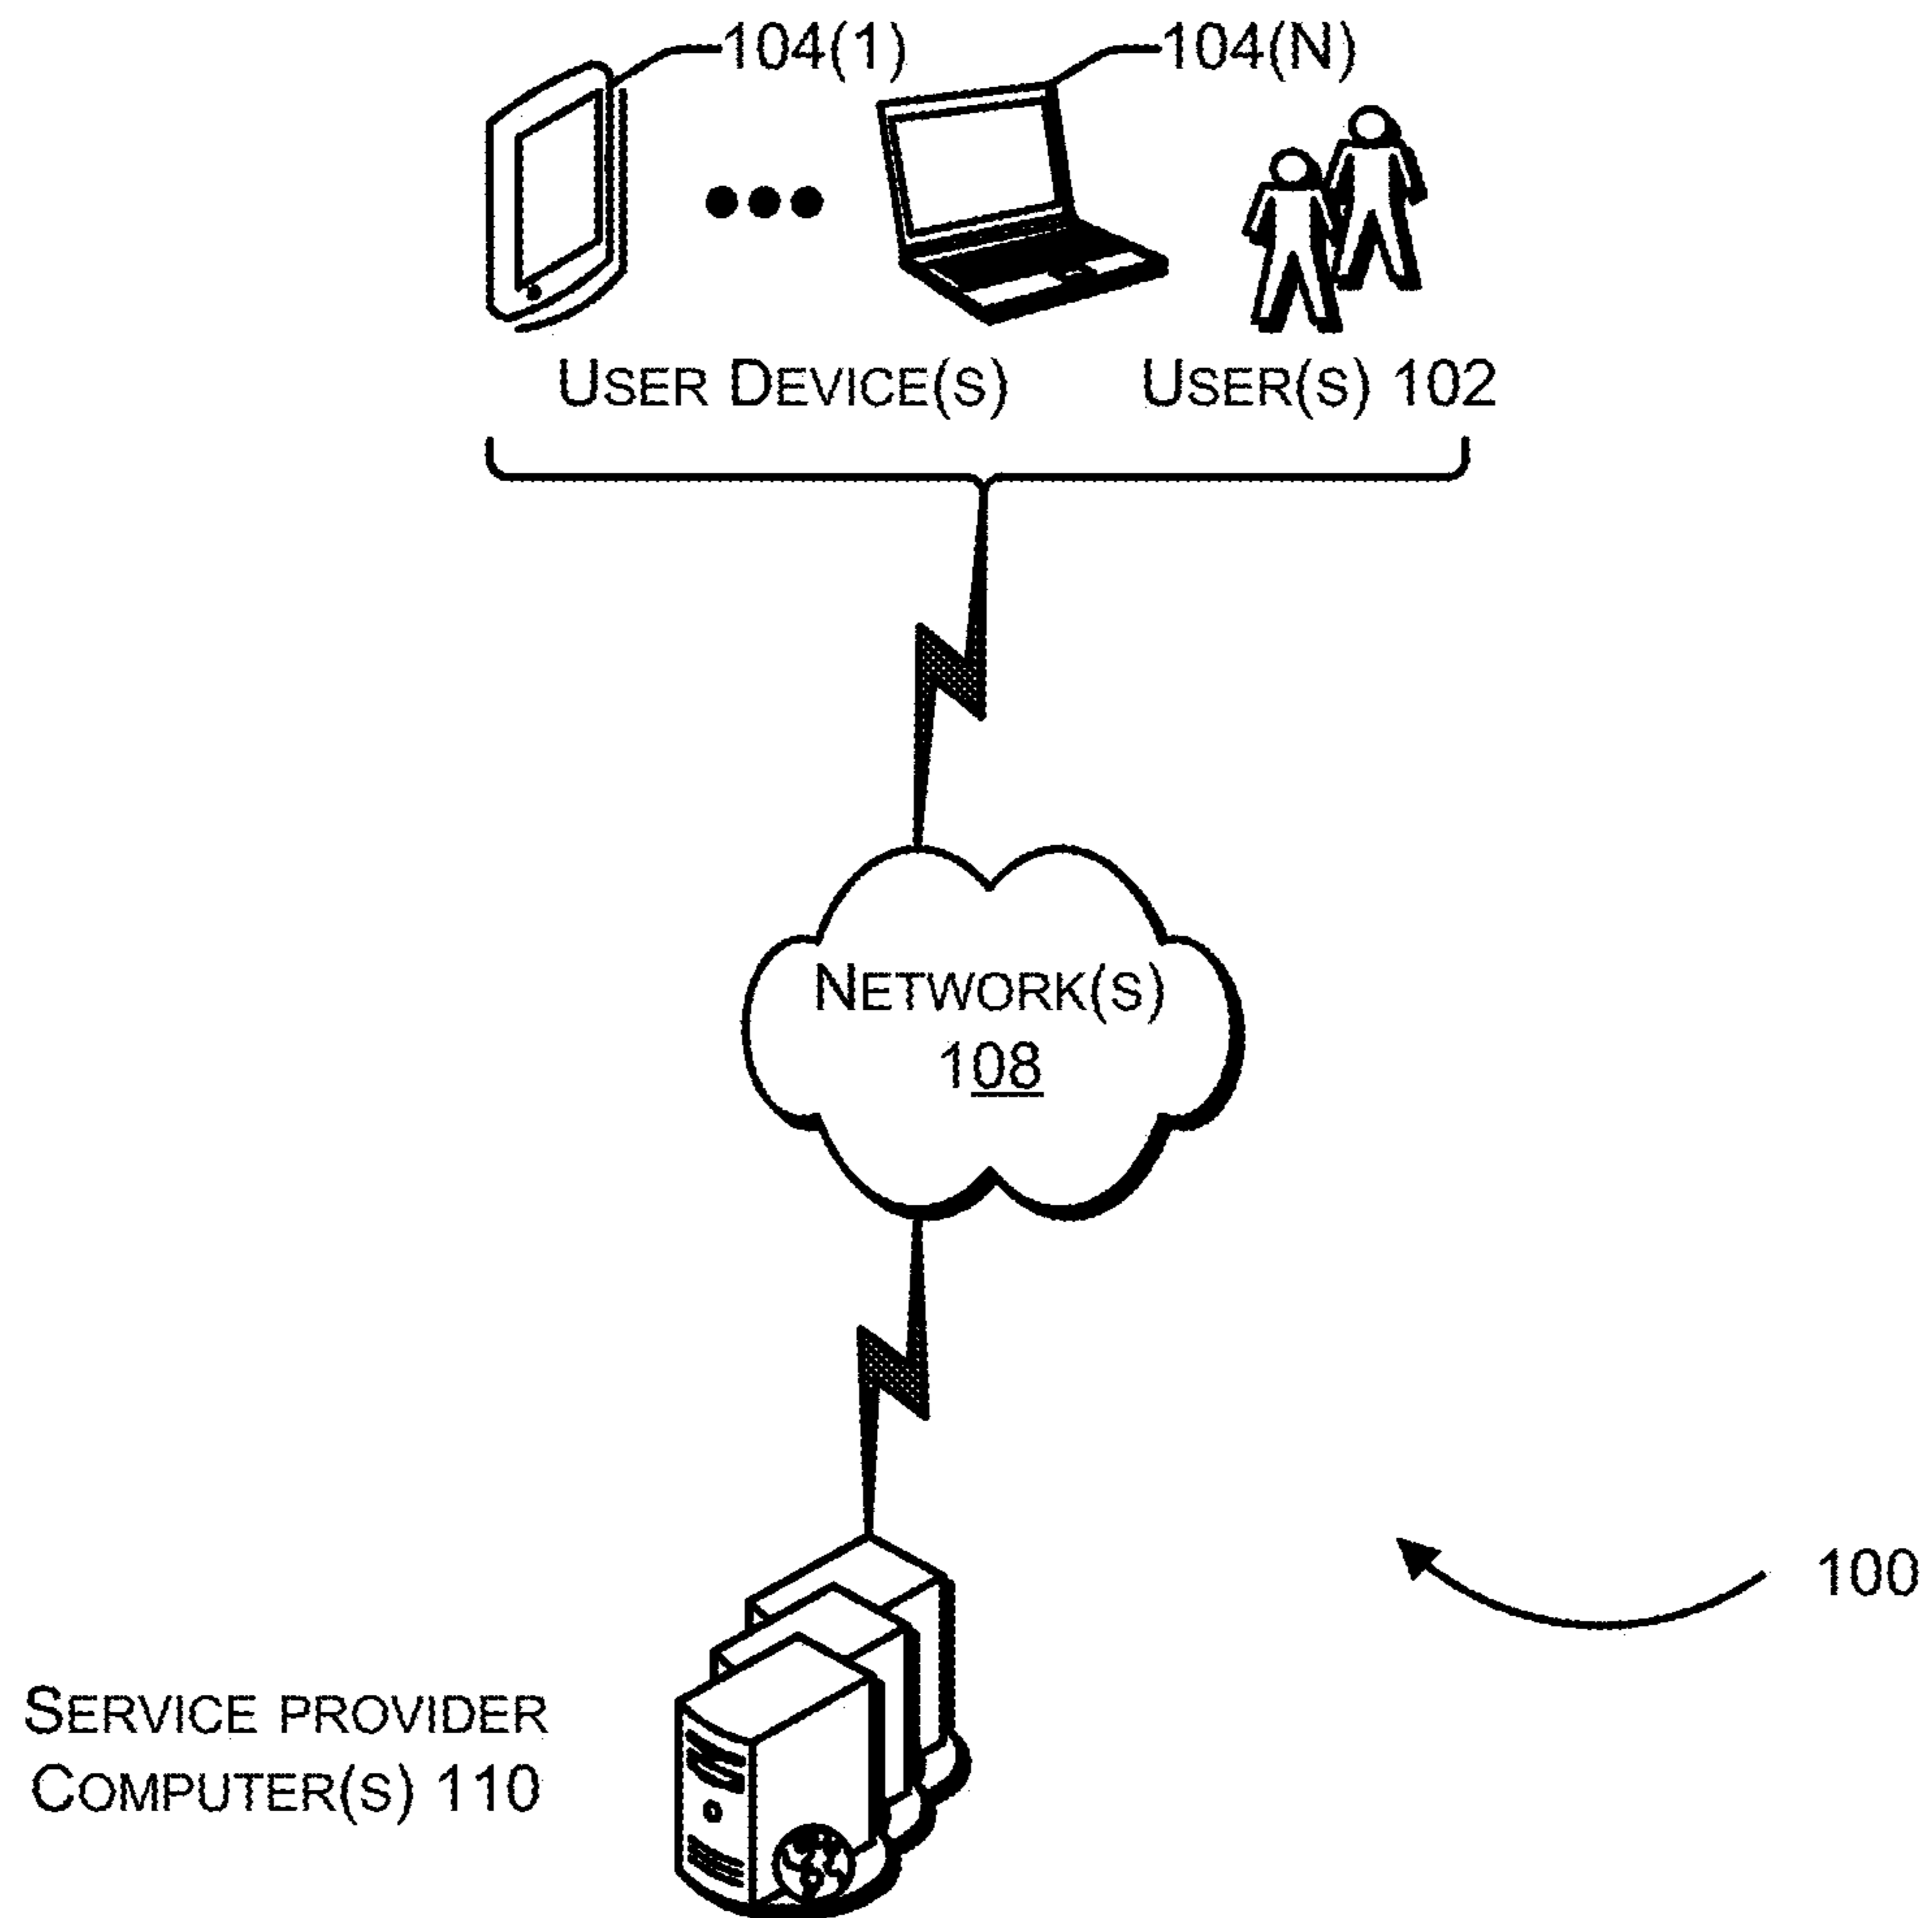 104(1)
104(N)
USER DEVICE(S)
USER(S) 102
NETWORK(S)
108
100
SERVICE PROVIDER
COMPUTER(S) 110